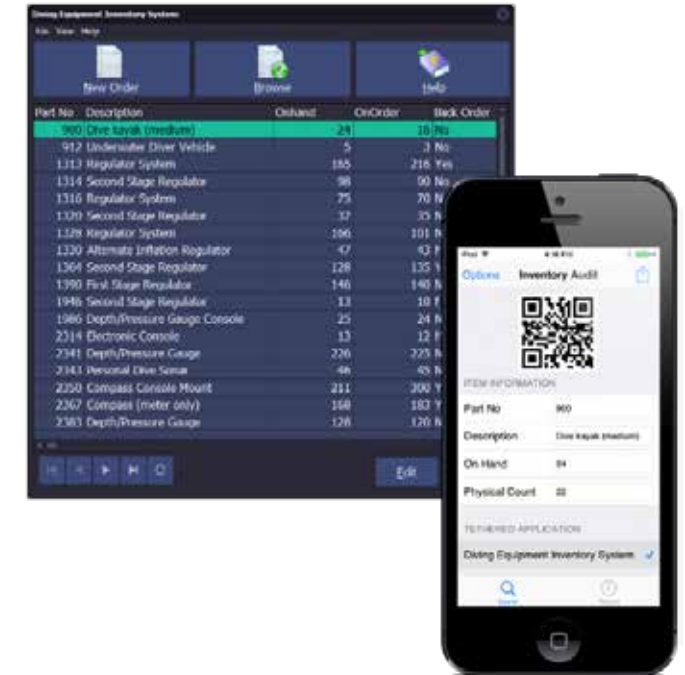 Diving Equipment Inventory System
File View Help
New Order Browse Help
Part No Description Onhand OnOrder Back Order
900 Dive kayak (medium) 24 16 No
912 Underwater Diver Vehicle 5 3 No
1313 Regulator System 165 216 Yes
1314 Second Stage Regulator 98 90 No
1316 Regulator System 75 70 N
1320 Second Stage Regulator 37 35 N
1328 Regulator System 166 101 N
1330 Alternate Inflation Regulator 47 43
1364 Second Stage Regulator 128 135 Y
1390 First Stage Regulator 146 140 N
1946 Second Stage Regulator 13 10
1986 Depth/Pressure Gauge Console 25 24 N
2314 Electronic Console 13 12
2341 Depth/Pressure Gauge 226 225 N
2343 Personal Dive Sonar 46 45 N
2350 Compass Console Mount 211 300 Y
2367 Compass (meter only) 168 183 Y
2383 Depth/Pressure Gauge 128 120 N
Edit
iPod
Options Inventory Audit
ITEM INFORMATION
Part No 900
Description Dive kayak (medium)
On Hand
Physical Count 22
TETHERED APPLICATION
Diving Equipment Inventory System